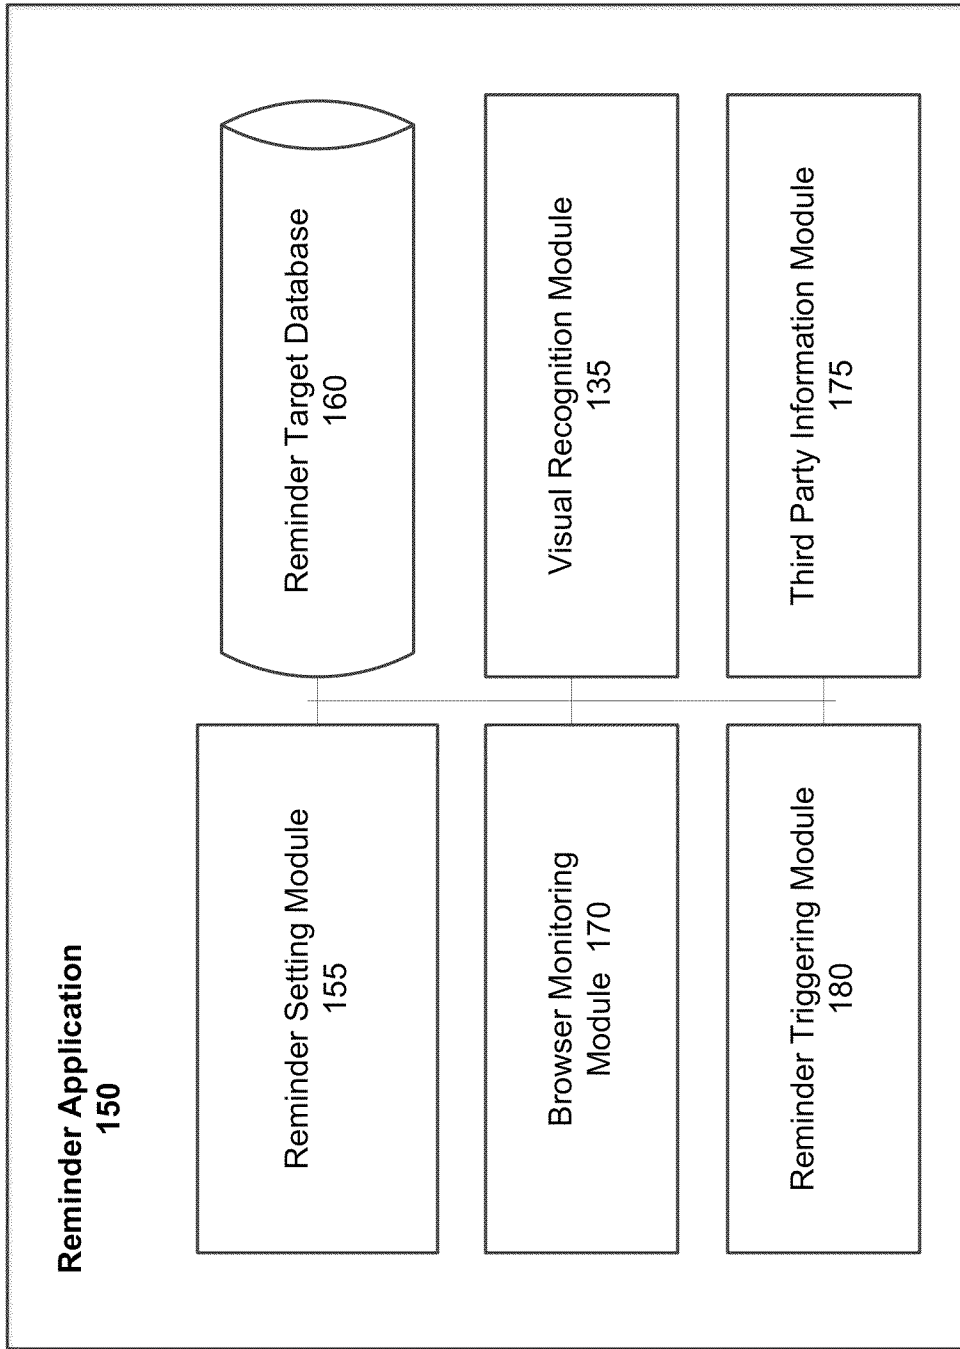 Reminder Application
150
Reminder Setting Module
155
Reminder Target Database
160
Browser Monitoring
Module 170
Visual Recognition Module
135
Reminder Triggering Module
180
Third Party Information Module
175